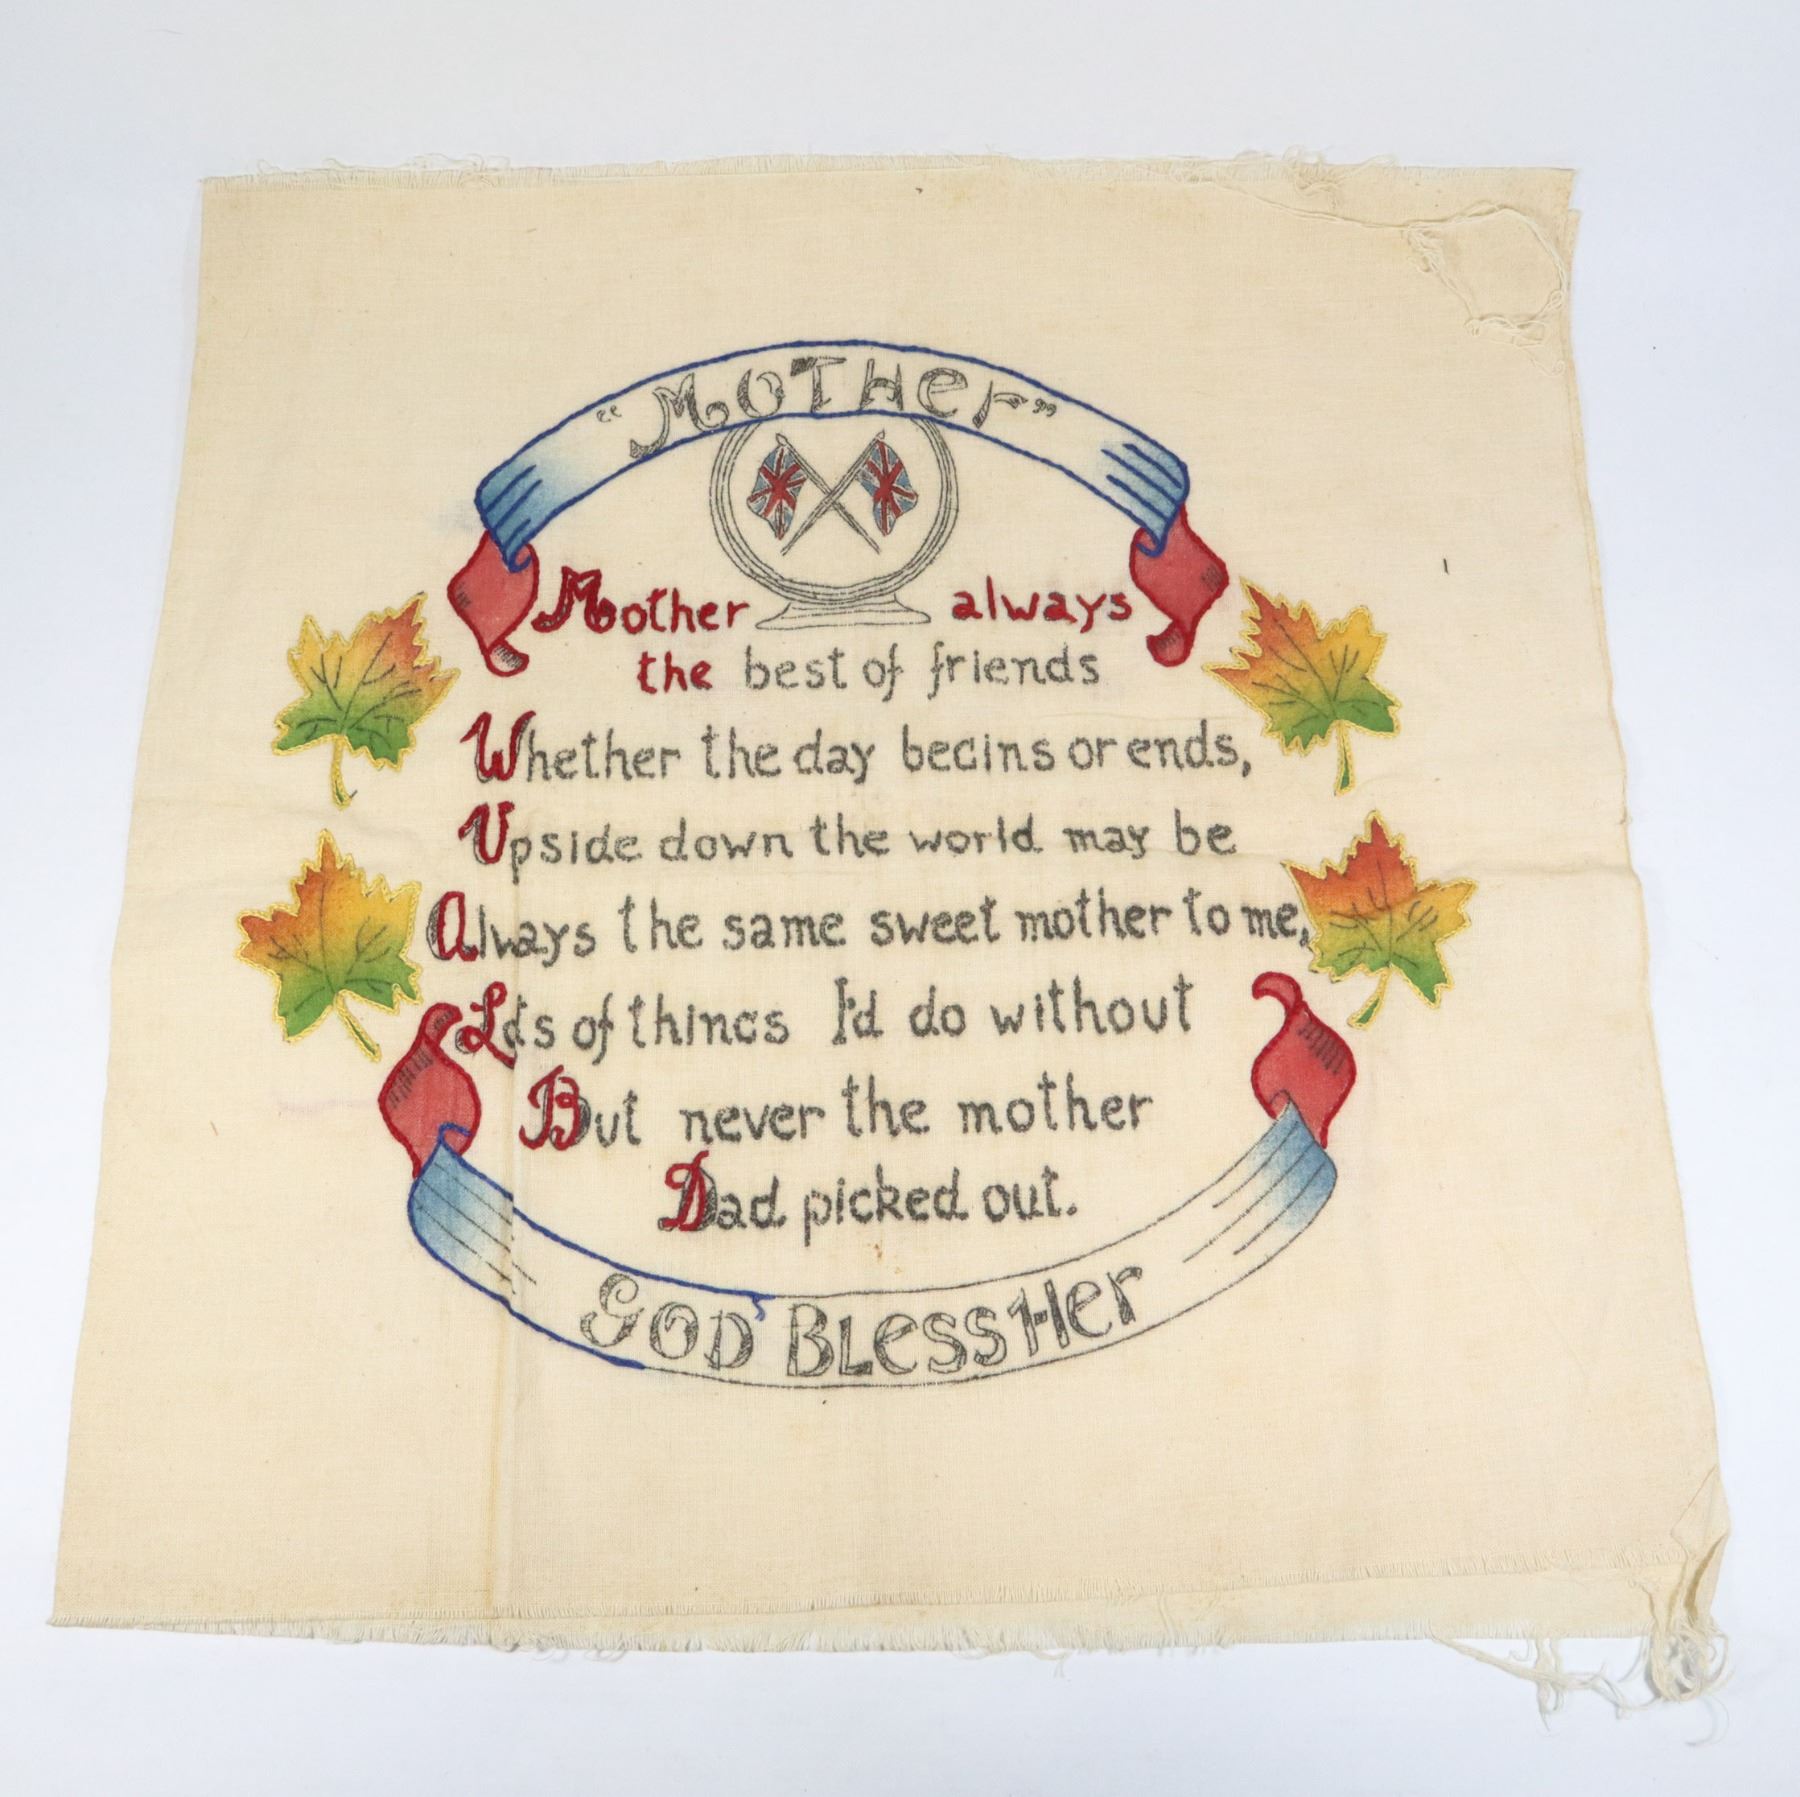 "MOTHer"
Mother always
the best of friends
Whether the day begins or ends,
Upside down the world may be
Always the same sweet mother to me,
Lots of things I'd do without
But never the mother
Dad picked out.
GOD BLess Her